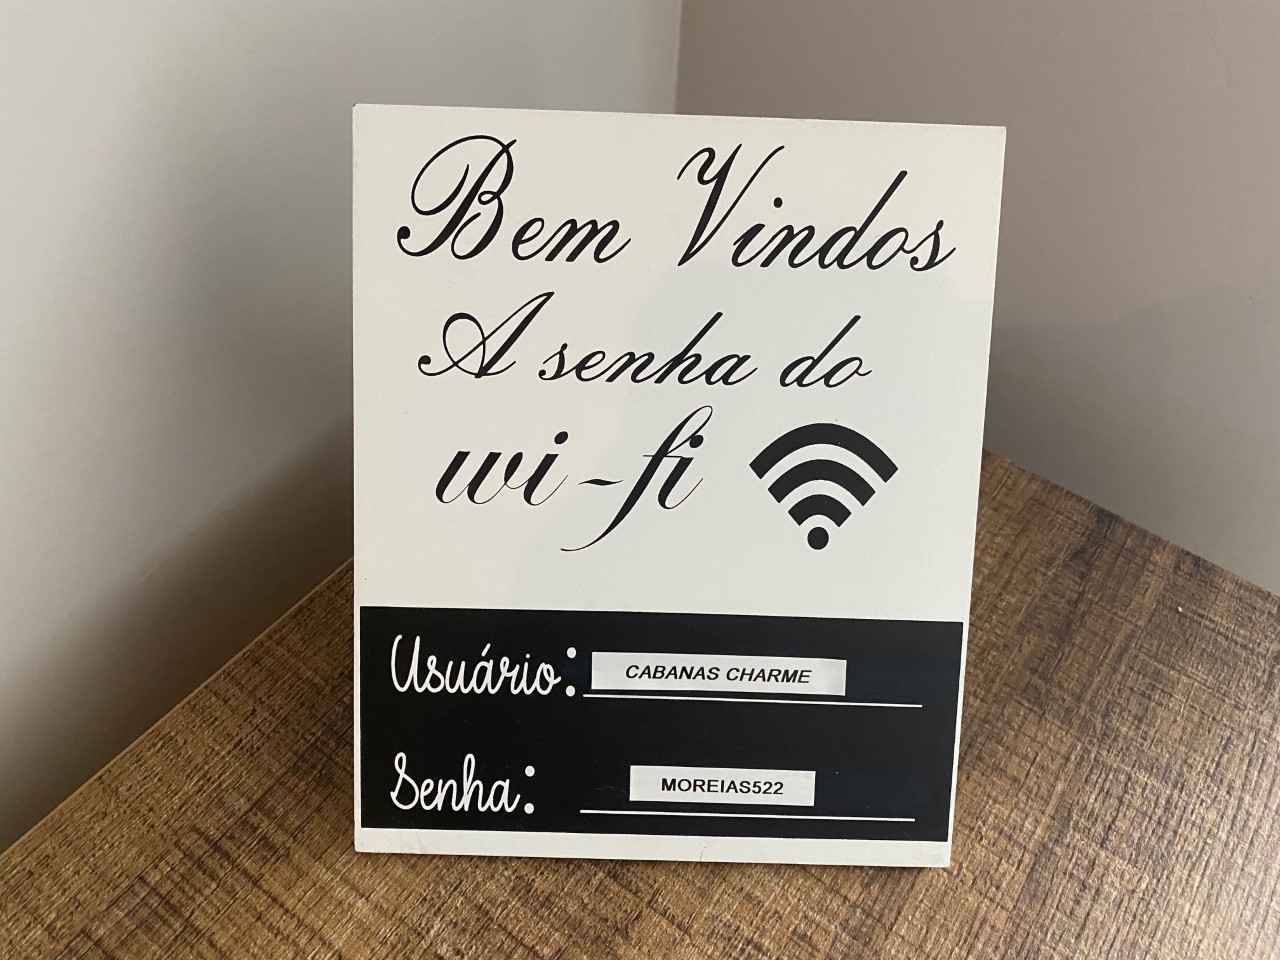 Bem Vindos
A senha do
wi-fi
Usuário: CABANAS CHARME
Senha: MOREIAS522